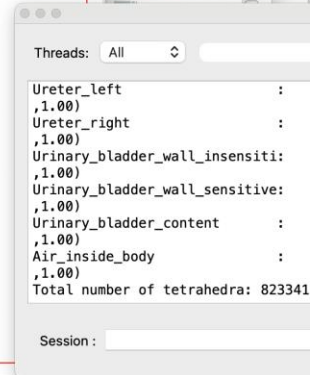 Threads: All
Ureter_left :
,1.00)
Ureter_right :
,1.00)
Urinary_bladder_wall_insensiti:
,1.00)
Urinary_bladder_wall_sensitive:
,1.00)
Urinary_bladder_content :
,1.00)
Air_inside_body :
,1.00)
Total number of tetrahedra: 823341
Session :